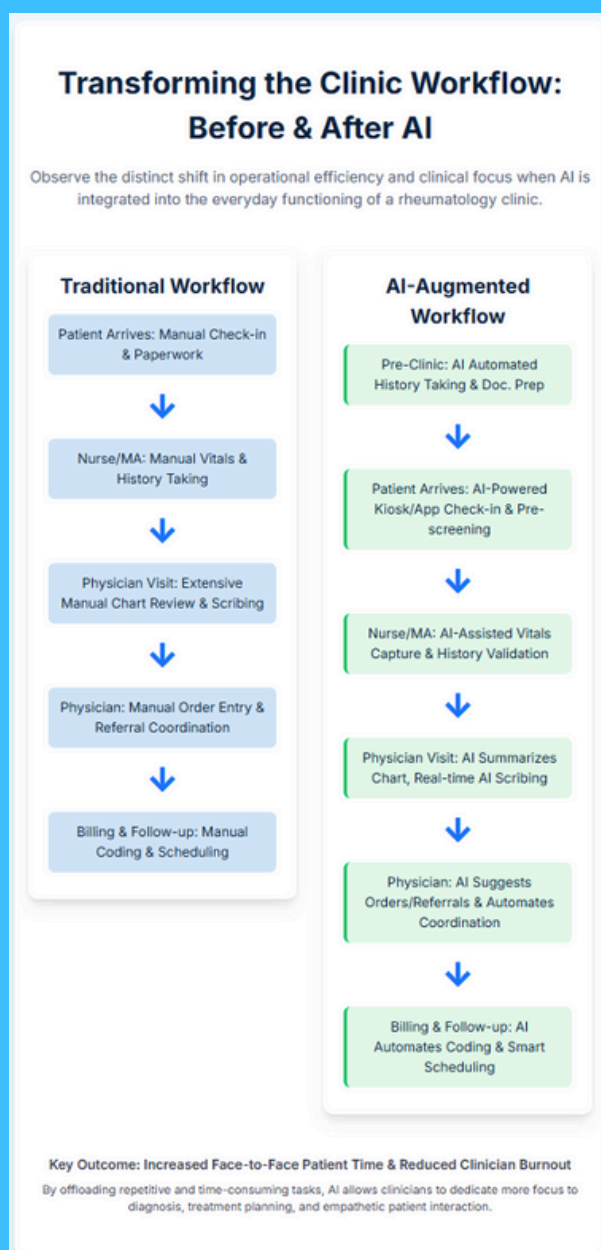 Transforming the Clinic Workflow:
Before & After AI
Observe the distinct shift in operational efficiency and clinical focus when AI is
integrated into the everyday functioning of a rheumatology clinic.
Traditional Workflow
Patient Arrives: Manual Check-in
& Paperwork
Nurse/MA: Manual Vitals &
History Taking
Physician Visit: Extensive
Manual Chart Review & Scribing
Physician: Manual Order Entry &
Referral Coordination
Billing & Follow-up: Manual
Coding & Scheduling
AI-Augmented
Workflow
Pre-Clinic: AI Automated
History Taking & Doc. Prep
Patient Arrives: AI-Powered
Kiosk/App Check-in & Pre-
screening
Nurse/MA: AI-Assisted Vitals
Capture & History Validation
Physician Visit: AI Summarizes
Chart, Real-time AI Scribing
Physician: AI Suggests
Orders/Referrals & Automates
Coordination
Billing & Follow-up: AI
Automates Coding & Smart
Scheduling
Key Outcome: Increased Face-to-Face Patient Time & Reduced Clinician Burnout
By offloading repetitive and time-consuming tasks, AI allows clinicians to dedicate more focus to
diagnosis, treatment planning, and empathetic patient interaction.